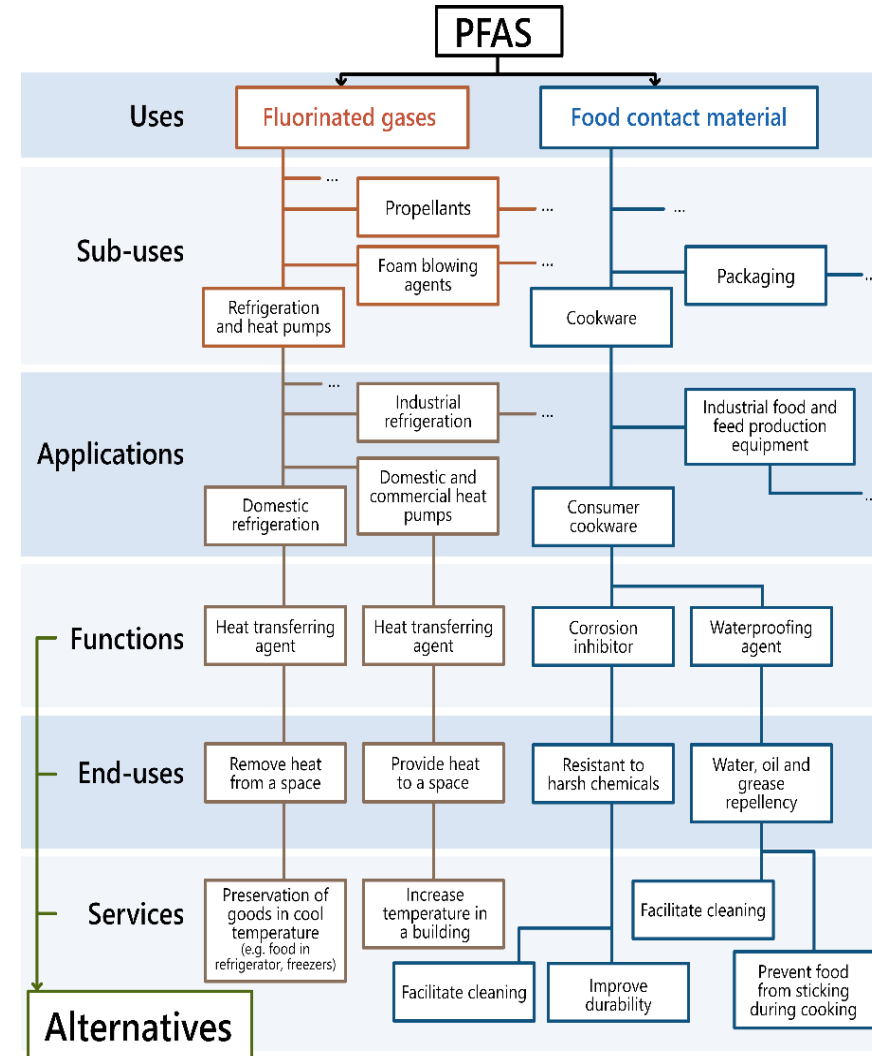 PFAS
Uses
Fluorinated gases
Food contact material
Sub-uses
...
Propellants
...
Foam blowing
agents
...
Refrigeration
and heat pumps
...
Packaging
...
Cookware
Applications
...
Industrial
refrigeration
...
Domestic and
commercial heat
pumps
Domestic
refrigeration
Industrial food and
feed production
equipment
...
Consumer
cookware
Functions
Heat transferring
agent
Heat transferring
agent
Corrosion
inhibitor
Waterproofing
agent
End-uses
Remove heat
from a space
Provide heat
to a space
Resistant to
harsh chemicals
Water, oil and
grease
repellency
Services
Preservation of
goods in cool
temperature
(e.g. food in
refrigerator, freezers)
Increase
temperature in
a building
Facilitate cleaning
Improve
durability
Facilitate cleaning
Prevent food
from sticking
during cooking
Alternatives